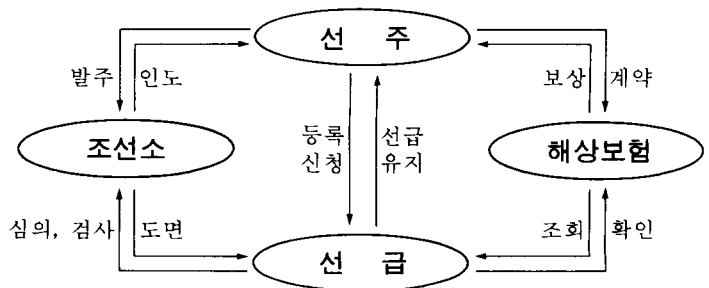 선 주
발주 인도
보상 계약
조선소
등록 신청
선급 유지
해상보험
심의, 검사 도면
조회 확인
선 급